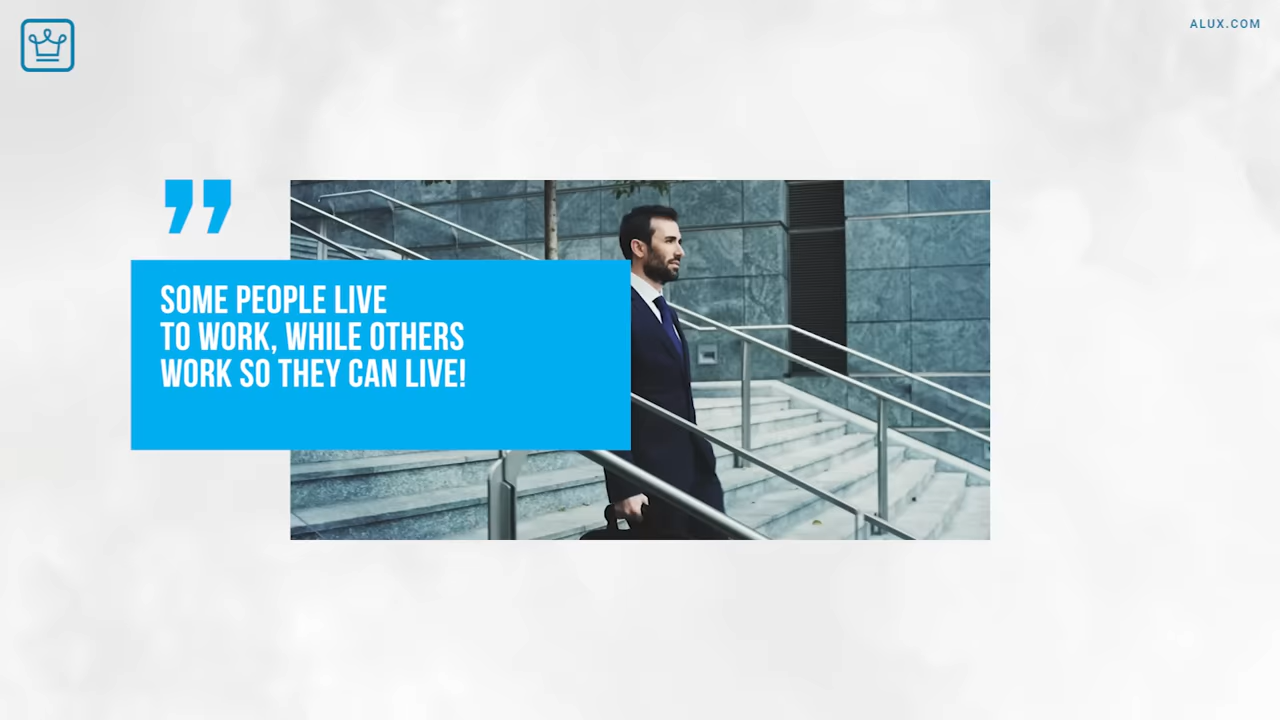 ALUX.COM
”
SOME PEOPLE LIVE
TO WORK, WHILE OTHERS
WORK SO THEY CAN LIVE!